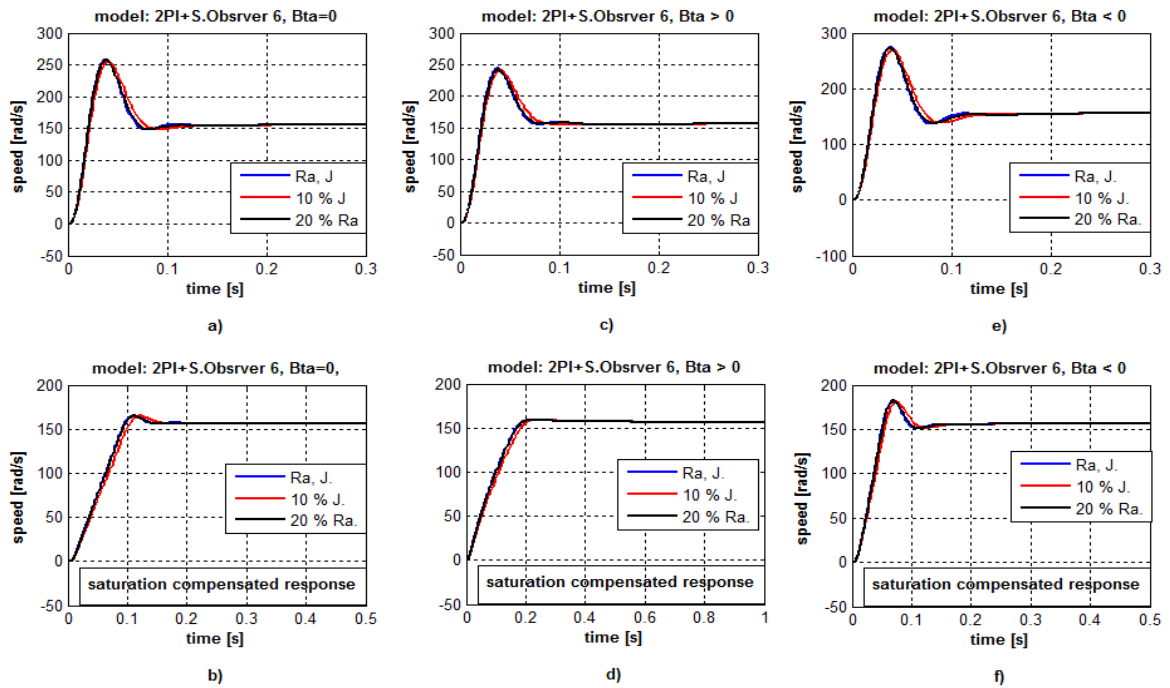 model: 2PI+S.Obsrver 6, Bta=0
300
250
200
150
100
50
0
-50
speed [rad/s]
Ra, J
10 % J
20 % Ra
0
0.1
0.2
0.3
time [s]
a)
model: 2PI+S.Obsrver 6, Bta > 0
300
250
200
150
100
50
0
-50
speed [rad/s]
Ra, J.
10 % J
20 % Ra
0
0.1
0.2
0.3
time [s]
c)
model: 2PI+S.Obsrver 6, Bta < 0
300
200
100
0
-100
speed [rad/s]
Ra, J.
10 % J.
20 % Ra.
0
0.1
0.2
0.3
time [s]
e)
model: 2PI+S.Obsrver 6, Bta=0,
200
150
100
50
0
-50
speed [rad/s]
Ra, J.
10 % J.
20 % Ra.
saturation compensated response
0
0.1
0.2
0.3
0.4
0.5
time [s]
b)
model: 2PI+S.Obsrver 6, Bta > 0
200
150
100
50
0
-50
speed [rad/s]
Ra, J.
10 % J.
20 % Ra.
saturation compensated response
0
0.2
0.4
0.6
0.8
1
time [s]
d)
model: 2PI+S.Obsrver 6, Bta < 0
200
150
100
50
0
-50
speed [rad/s]
Ra, J.
10 % J.
20 % Ra.
saturation compensated response
0
0.1
0.2
0.3
0.4
0.5
time [s]
f)